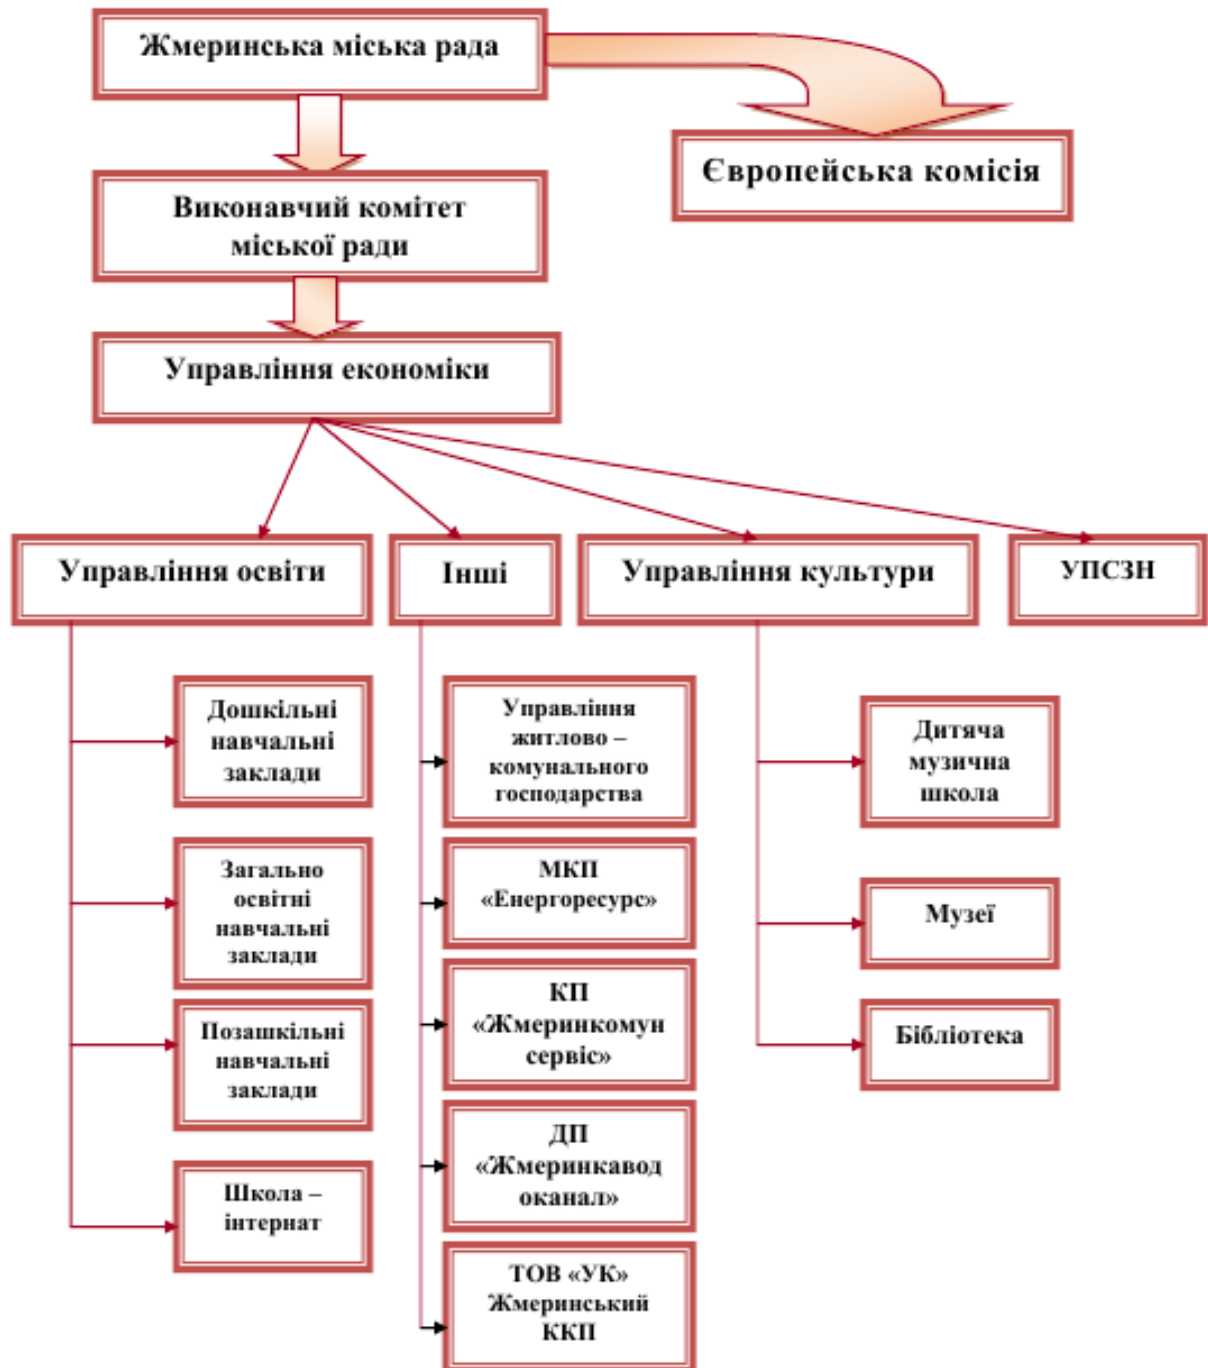 Жмеринська міська рада
Європейська комісія
Виконавчий комітет
міської ради
Управління економіки
Управління освіти
Інші
Управління культури
УПСЗН
Дошкільні
навчальні
заклади
Загально
освітні
навчальні
заклади
Позашкільні
навчальні
заклади
Школа –
інтернат
Управління
житлово –
комунального
господарства
МКП
«Енергоресурс»
КП
«Жмеринкомун
сервіс»
ДП
«Жмеринкавод
оканал»
ТОВ «УК»
Жмеринський
ККП
Дитяча
музична
школа
Музеї
Бібліотека